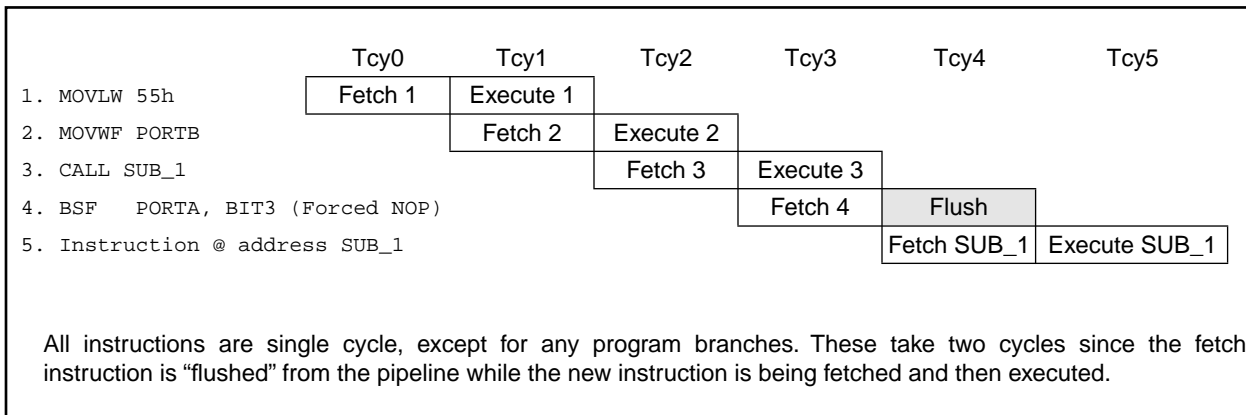 Tcy0 Tcy1 Tcy2 Tcy3 Tcy4 Tcy5
1. MOVLW 55h Fetch 1 Execute 1
2. MOVWF PORTB Fetch 2 Execute 2
3. CALL SUB_1 Fetch 3 Execute 3
4. BSF PORTA, BIT3 (Forced NOP) Fetch 4 Flush
5. Instruction @ address SUB_1 Fetch SUB_1 Execute SUB_1
All instructions are single cycle, except for any program branches. These take two cycles since the fetch
instruction is “flushed” from the pipeline while the new instruction is being fetched and then executed.